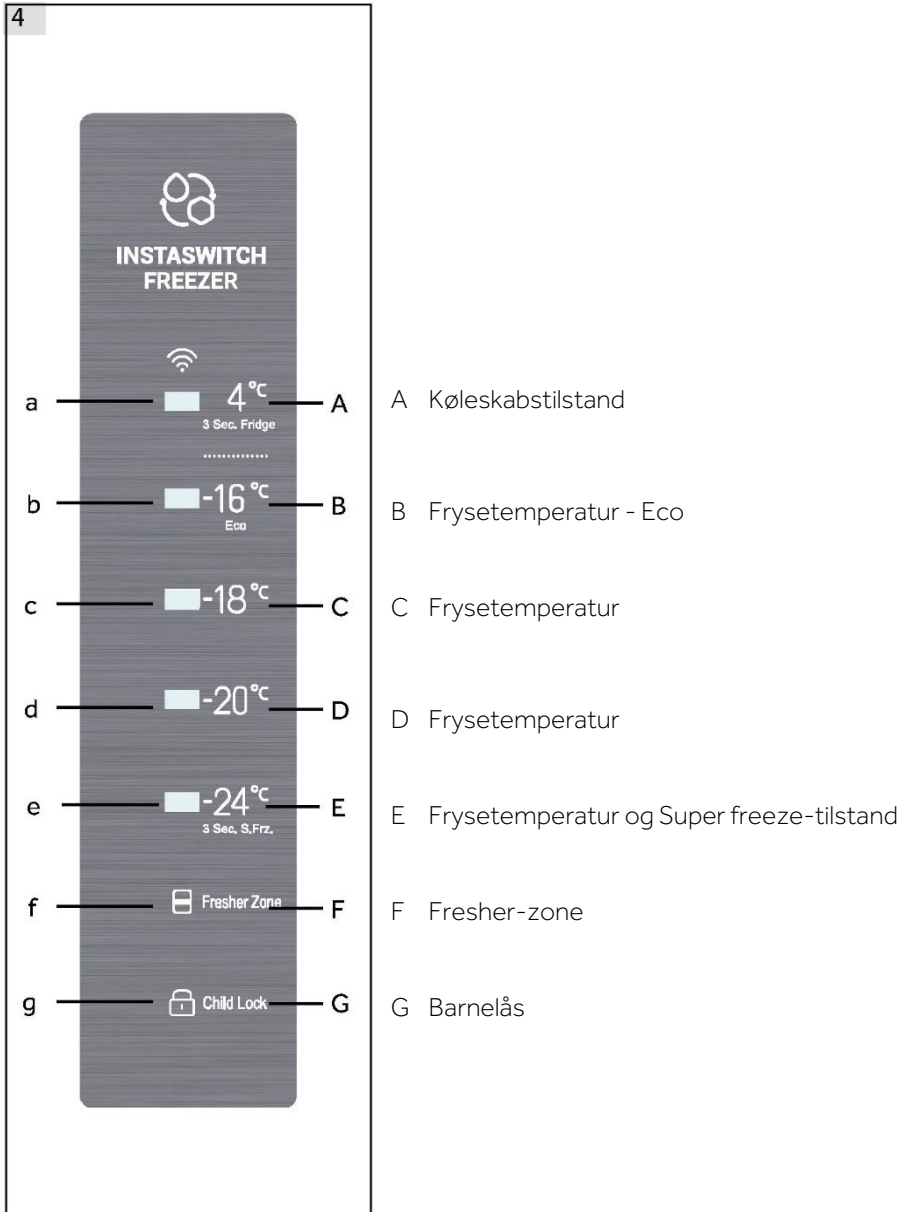 4
INSTASWITCH
FREEZER
a 4°C A A Køleskabstilstand
3 Sec. Fridge
b -16°C B B Frysetemperatur - Eco
Eco
c -18°C C C Frysetemperatur
d -20°C D D Frysetemperatur
e -24°C E E Frysetemperatur og Super freeze-tilstand
3 Sec. S.Frz.
f Fresher Zone F F Fresher-zone
g Child Lock G G Barnelås